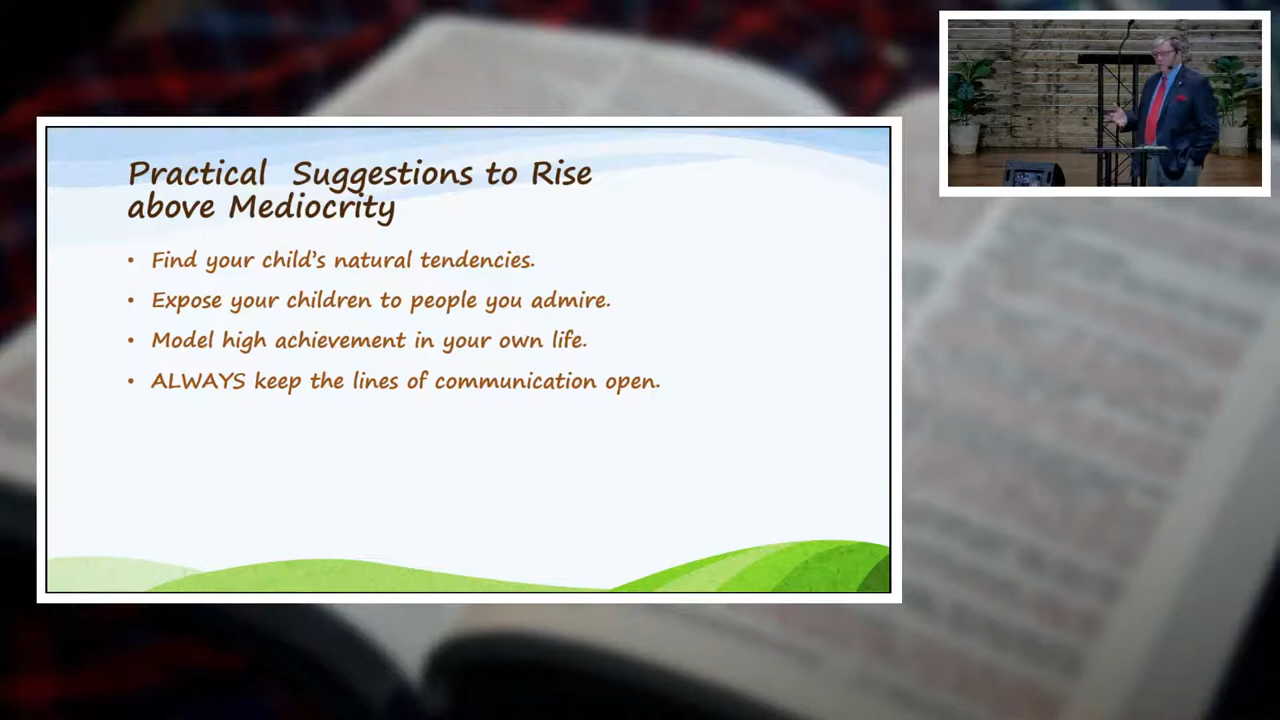 Practical  Suggestions to Rise
above Mediocrity
• Find your child's natural tendencies.
• Expose your children to people you admire.
• Model high achievement in your own life.
• ALWAYS keep the lines of communication open.